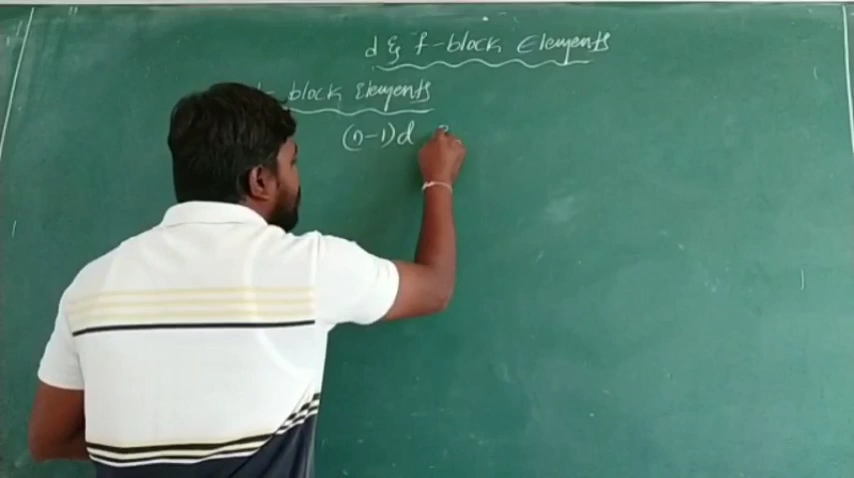 d & f-block Elements
block Elements
(n-1)d